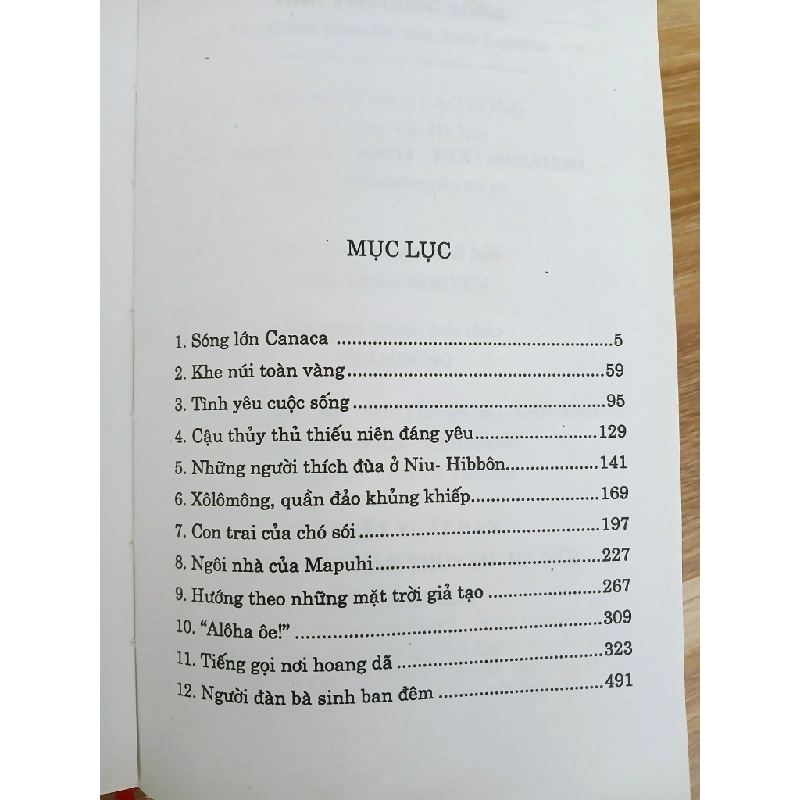 MỤC LỤC
1. Sóng lớn Canaca ...............................................5
2. Khe núi toàn vàng...........................................59
3. Tình yêu cuộc sống..........................................95
4. Cậu thủy thủ thiếu niên đáng yêu....................129
5. Những người thích đùa ở Niu- Hibbôn...............141
6. Xôlômông, quần đảo khủng khiếp.....................169
7. Con trai của chó sói........................................197
8. Ngôi nhà của Mapuhi.......................................227
9. Hướng theo những mặt trời giả tạo ...................267
10. “Alôha ôe!” ...................................................309
11. Tiếng gọi nơi hoang dã...................................323
12. Người đàn bà sinh ban đêm ............................491